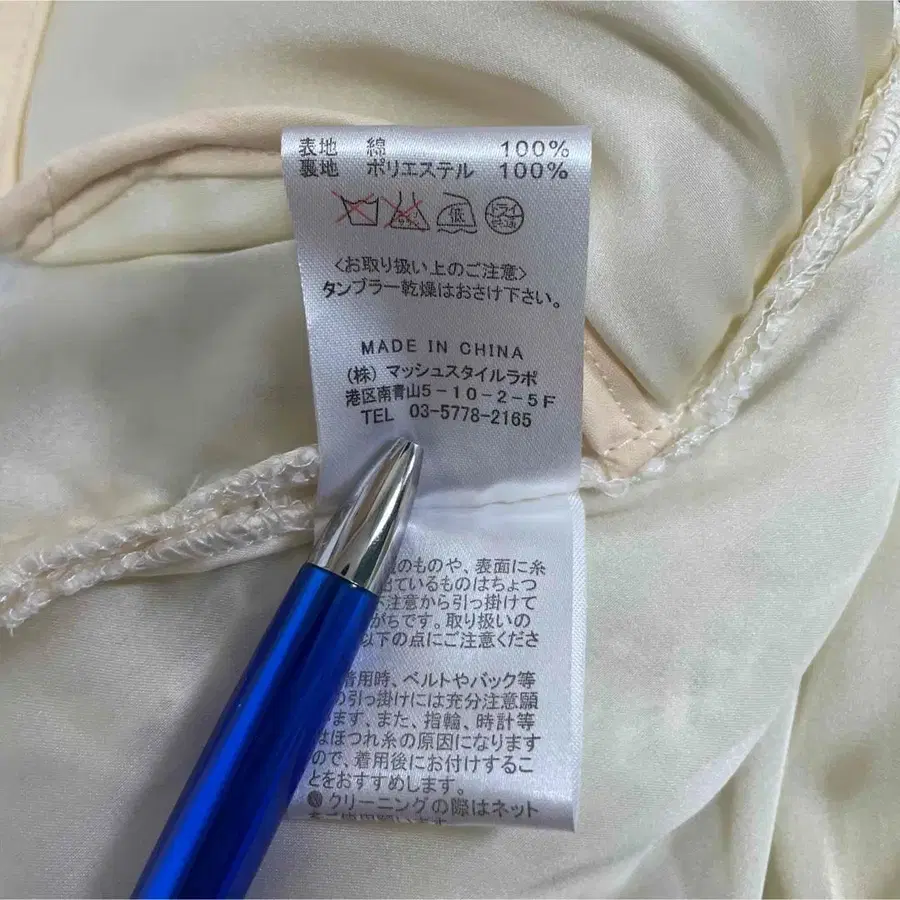 表地 綿 100%
裏地 ポリエステル 100%
低
ドライ
〈お取り扱い上のご注意〉
タンブラー乾燥はおさけ下さい。
MADE IN CHINA
(株) マッシュスタイルラボ
港区南青山5-10-2-5F
TEL 03-5778-2165
のものや、表面に糸
出ているものはちょつ
注意から引っ掛けて
がちです。取り扱いの
以下の点にご注意くださ
着用時、ベルトやバック等
の引っ掛けには充分注意願
います。また、指輪、時計等
はほつれ糸の原因になります
ので、着用後にお付けするこ
とをおすすめします。
クリーニングの際はネット